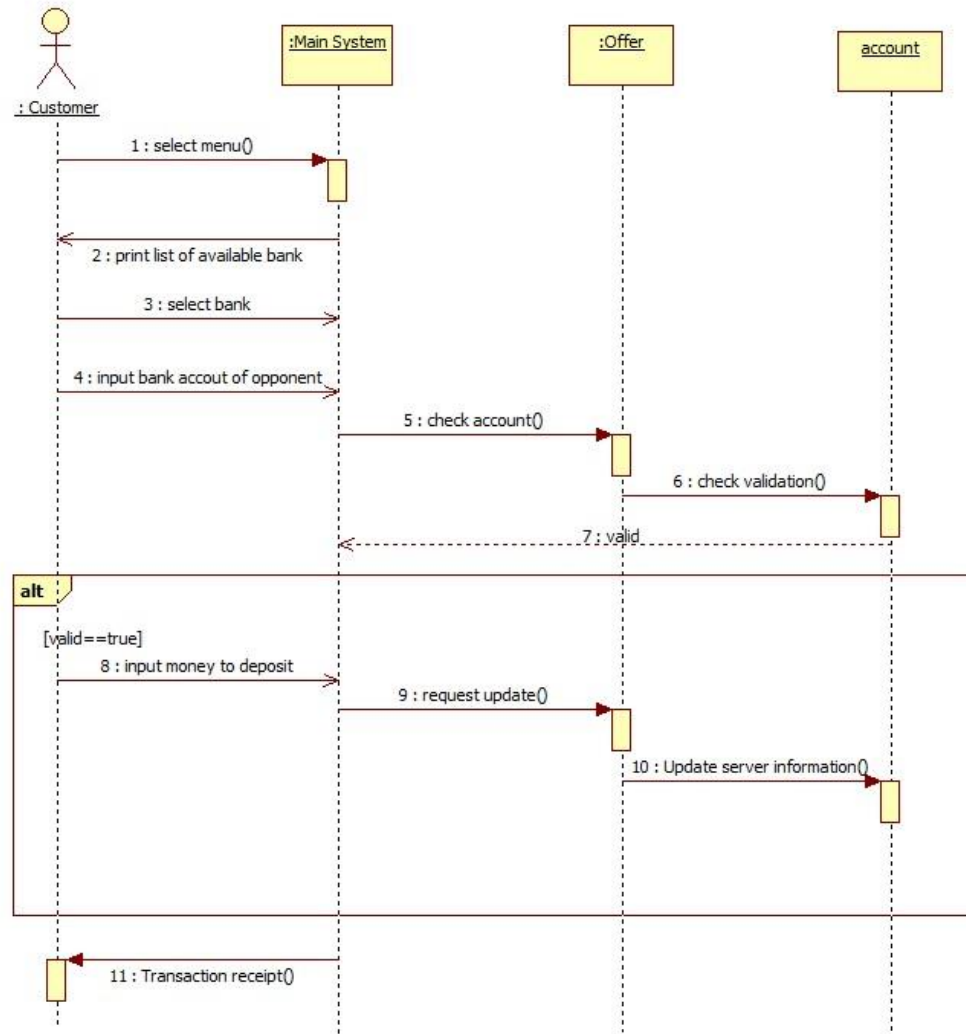 :Main System
:Offer
account
: Customer
1 : select menu()
2 : print list of available bank
3 : select bank
4 : input bank accout of opponent
5 : check account()
6 : check validation()
7 : valid
alt
[valid==true]
8 : input money to deposit
9 : request update()
10 : Update server information()
11 : Transaction receipt()